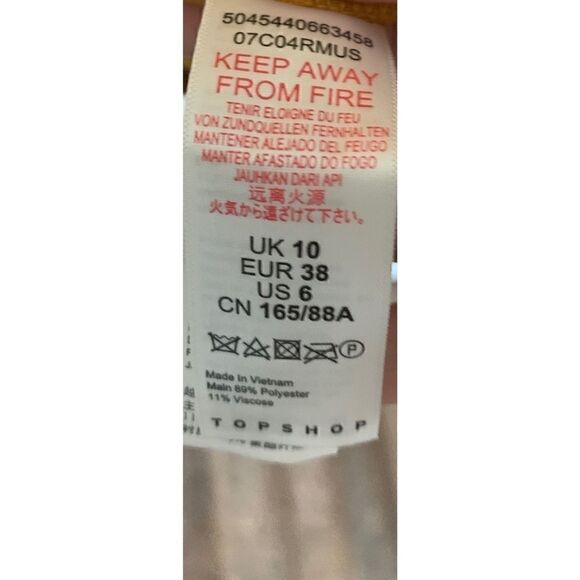 5045440663458
07C04RMUS
KEEP AWAY
FROM FIRE
TENIR ELOIGNE DU FEU
VON ZUNDQUELLEN FERNHALTEN
MANTENER ALEJADO DEL FEUGO
MANTER AFASTADO DO FOGO
JAUHKAN DARI API
远离火源
火気から遠ざけて下さい。
UK 10
EUR 38
US 6
CN 165/88A
P
Made In Vietnam
Main 89% Polyester
11% Viscose
TOPSHOP